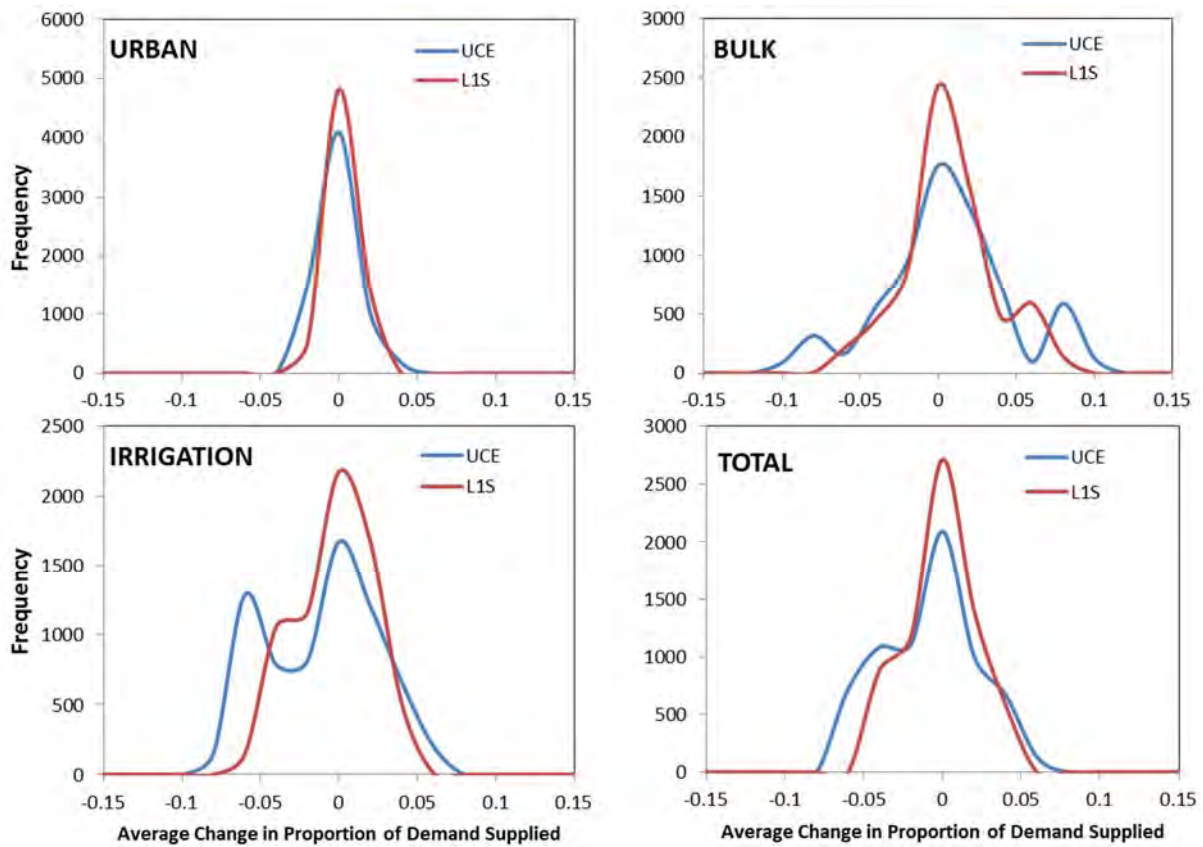 URBAN
UCE
L1S
6000
5000
4000
3000
2000
1000
0
-0.15 -0.1 -0.05 0 0.05 0.1 0.15
Frequency
BULK
UCE
L1S
3000
2500
2000
1500
1000
500
0
-0.15 -0.1 -0.05 0 0.05 0.1 0.15
IRRIGATION
UCE
L1S
2500
2000
1500
1000
500
0
-0.15 -0.1 -0.05 0 0.05 0.1 0.15
Frequency
Average Change in Proportion of Demand Supplied
TOTAL
UCE
L1S
3000
2500
2000
1500
1000
500
0
-0.15 -0.1 -0.05 0 0.05 0.1 0.15
Average Change in Proportion of Demand Supplied